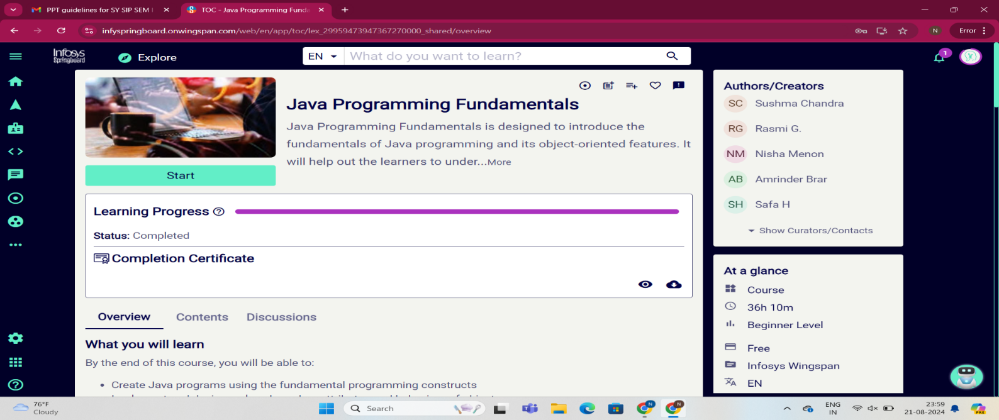 PPT guidelines for SY SIP SEM
TOC - Java Programming Funda
infyspringboard.onwingspan.com/web/en/app/toc/lex_29959473947367270000_shared/overview
N
Error
Infosys
Springboard
Explore
EN
What do you want to learn?
1
Java Programming Fundamentals
Java Programming Fundamentals is designed to introduce the
fundamentals of Java programming and its object-oriented features. It
will help out the learners to under...More
Start
Learning Progress
Status: Completed
Completion Certificate
Overview
Contents
Discussions
What you will learn
By the end of this course, you will be able to:
• Create Java programs using the fundamental programming constructs
Authors/Creators
SC Sushma Chandra
RG Rasmi G.
NM Nisha Menon
AB Amrinder Brar
SH Safa H
Show Curators/Contacts
At a glance
Course
36h 10m
Beginner Level
Free
Infosys Wingspan
EN
76°F
Cloudy
Search
N
N
ENG
IN
23:59
21-08-2024
PRE